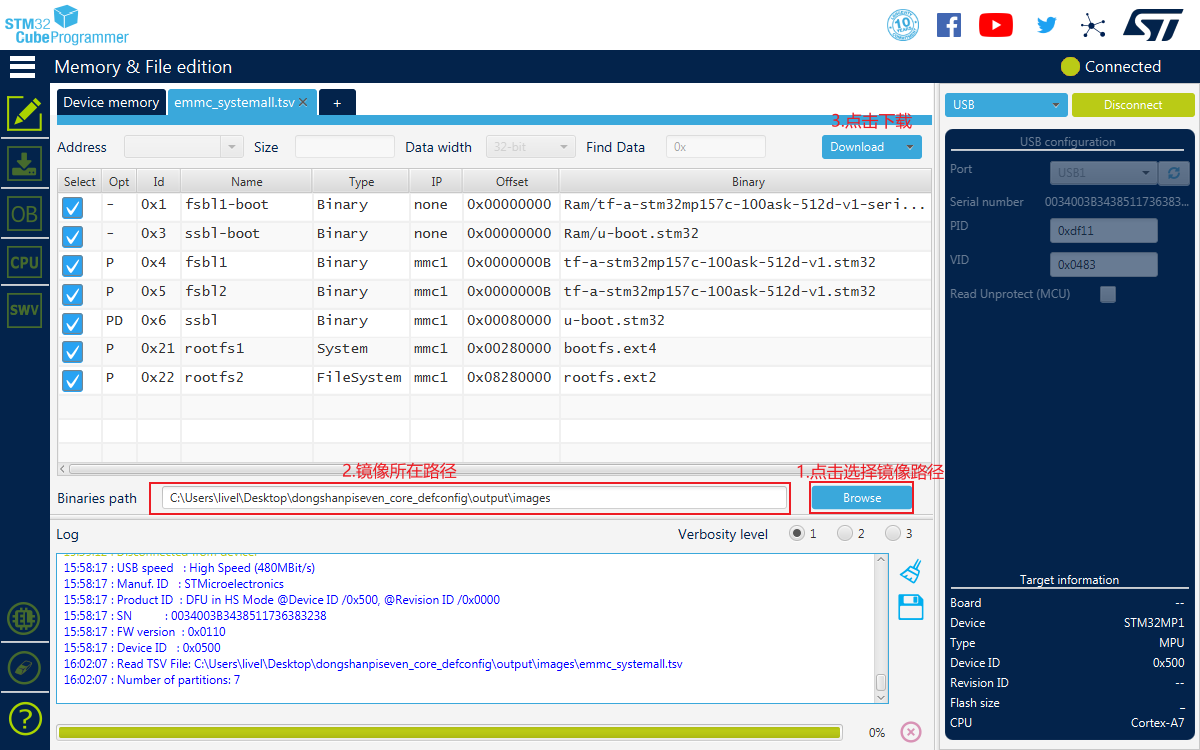 STM32
CubeProgrammer
10 YEARS
Memory & File edition
Connected
Device memory
emmc_systemall.tsv
+
3.点击下载
Address
Size
Data width
32-bit
Find Data
0x
Download
Select Opt Id Name Type IP Offset Binary
- 0x1 fsbl1-boot Binary none 0x00000000 Ram/tf-a-stm32mp157c-100ask-512d-v1-seri...
- 0x3 ssbl-boot Binary none 0x00000000 Ram/u-boot.stm32
P 0x4 fsbl1 Binary mmc1 0x0000000B tf-a-stm32mp157c-100ask-512d-v1.stm32
P 0x5 fsbl2 Binary mmc1 0x0000000B tf-a-stm32mp157c-100ask-512d-v1.stm32
PD 0x6 ssbl Binary mmc1 0x00080000 u-boot.stm32
P 0x21 rootfs1 System mmc1 0x00280000 bootfs.ext4
P 0x22 rootfs2 FileSystem mmc1 0x08280000 rootfs.ext2
2.镜像所在路径
1.点击选择镜像路径
Binaries path
C:\Users\livel\Desktop\dongshanpiseven_core_defconfig\output\images
Browse
Log
Verbosity level 1 2 3
15:58:17 : USB speed : High Speed (480MBit/s)
15:58:17 : Manuf. ID : STMicroelectronics
15:58:17 : Product ID : DFU in HS Mode @Device ID /0x500, @Revision ID /0x0000
15:58:17 : SN : 0034003B3438511736383238
15:58:17 : FW version : 0x0110
15:58:17 : Device ID : 0x0500
16:02:07 : Read TSV File: C:\Users\livel\Desktop\dongshanpiseven_core_defconfig\output\images\emmc_systemall.tsv
16:02:07 : Number of partitions: 7
0%
OB
CPU
SWV
?
USB
Disconnect
USB configuration
Port USB1
Serial number 0034003B3438511736383...
PID 0xdf11
VID 0x0483
Read Unprotect (MCU)
Target information
Board --
Device STM32MP1
Type MPU
Device ID 0x500
Revision ID --
Flash size _
CPU Cortex-A7